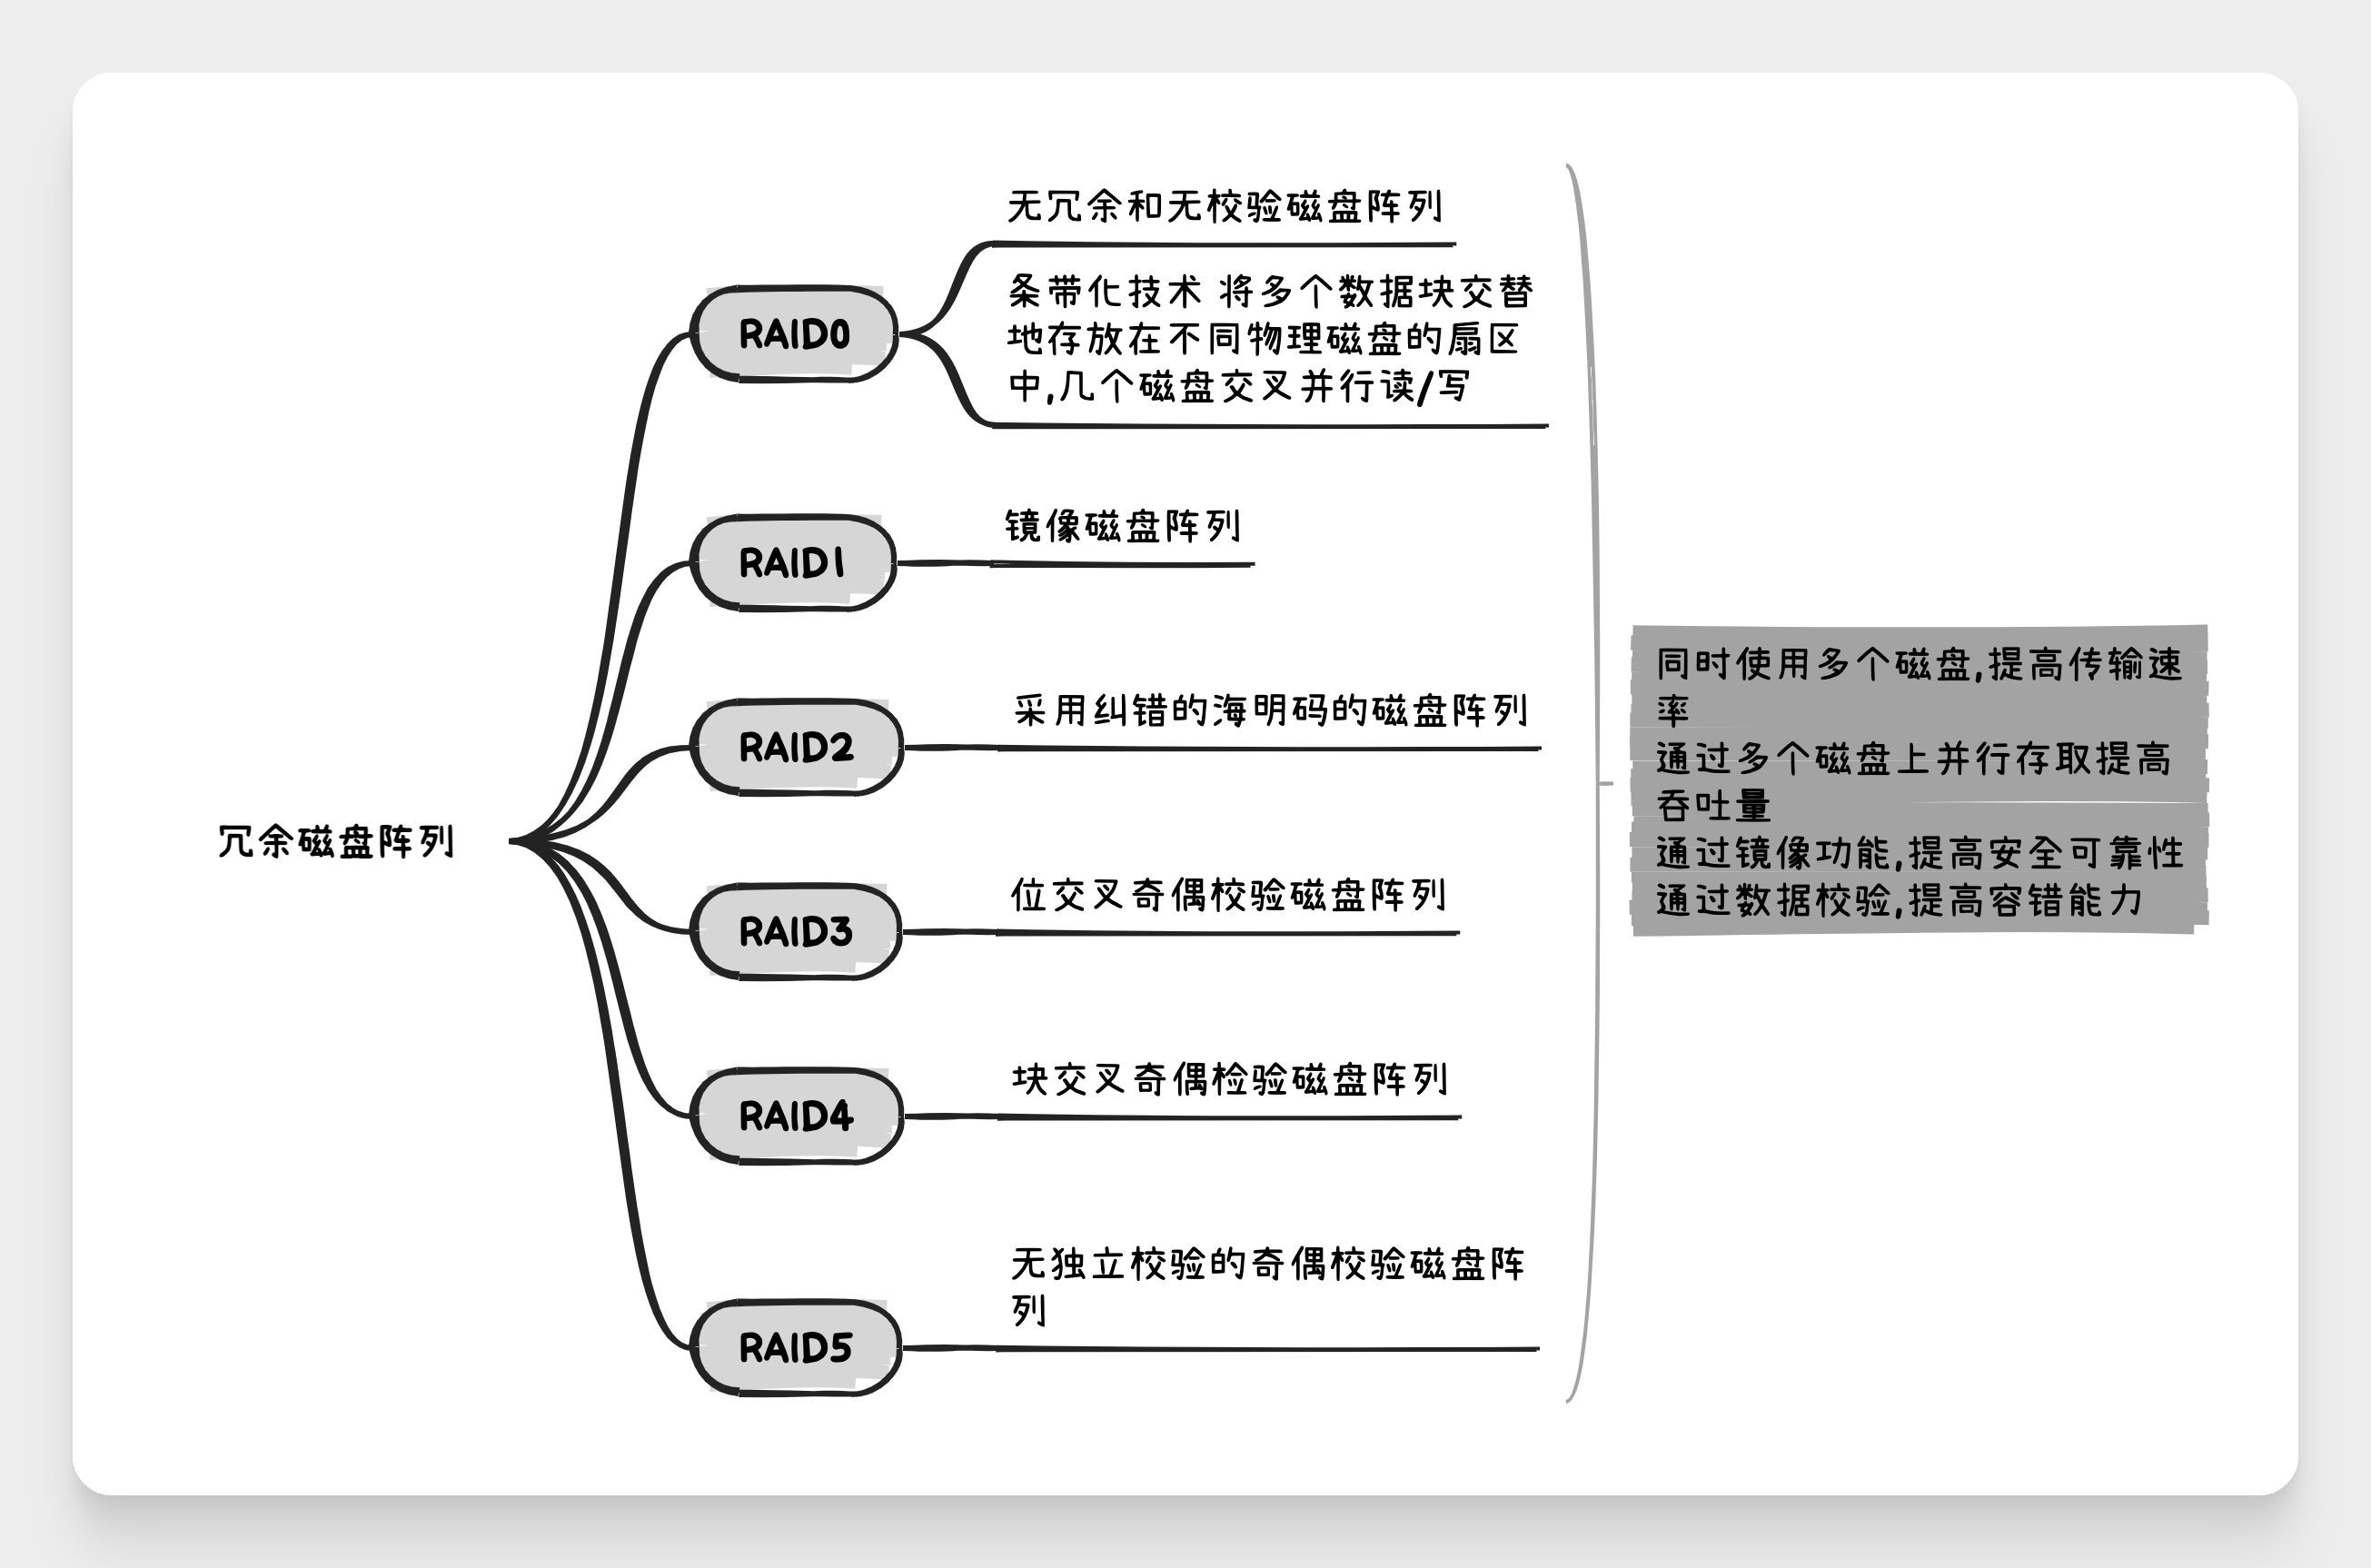 冗余磁盘阵列
RAID0
无冗余和无校验磁盘阵列
条带化技术 将多个数据块交替
地存放在不同物理磁盘的扇区
中,几个磁盘交叉并行读/写
RAID1
镜像磁盘阵列
RAID2
采用纠错的海明码的磁盘阵列
RAID3
位交叉奇偶校验磁盘阵列
RAID4
块交叉奇偶检验磁盘阵列
RAID5
无独立校验的奇偶校验磁盘阵
列
同时使用多个磁盘,提高传输速
率
通过多个磁盘上并行存取提高
吞吐量
通过镜像功能,提高安全可靠性
通过数据校验,提高容错能力